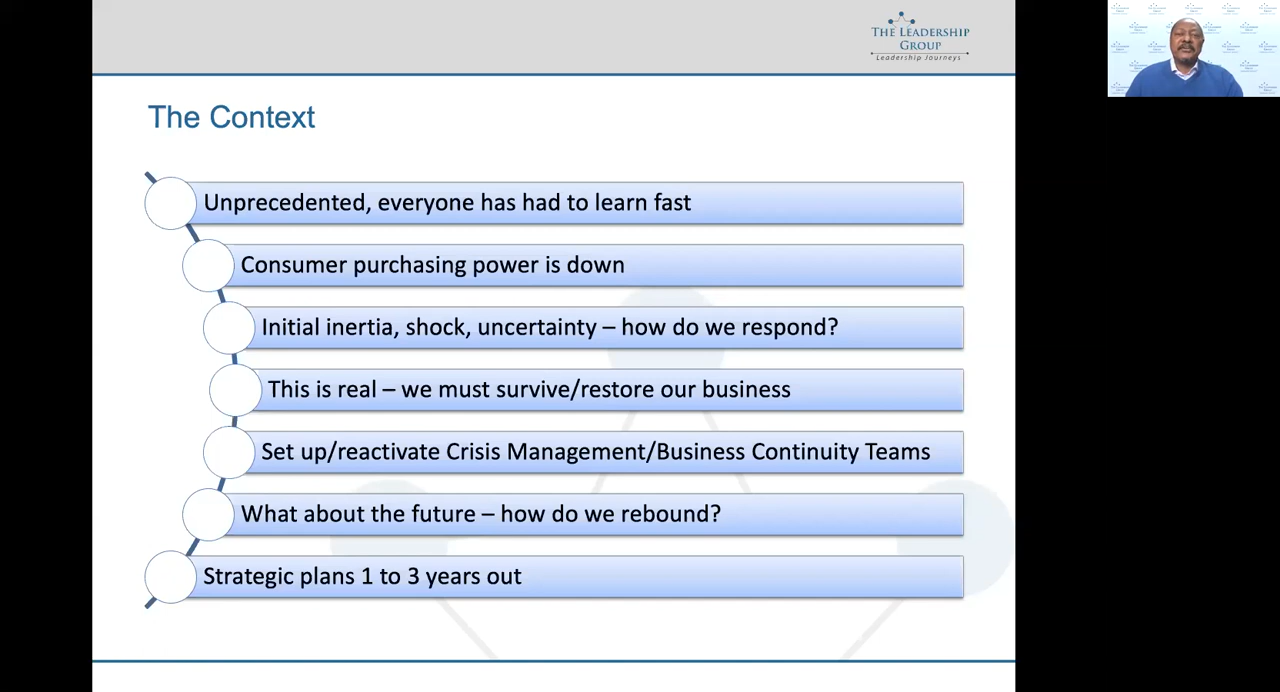 THE LEADERSHIP
GROUP
Leadership Journeys
The Context
Unprecedented, everyone has had to learn fast
Consumer purchasing power is down
Initial inertia, shock, uncertainty – how do we respond?
This is real – we must survive/restore our business
Set up/reactivate Crisis Management/Business Continuity Teams
What about the future – how do we rebound?
Strategic plans 1 to 3 years out